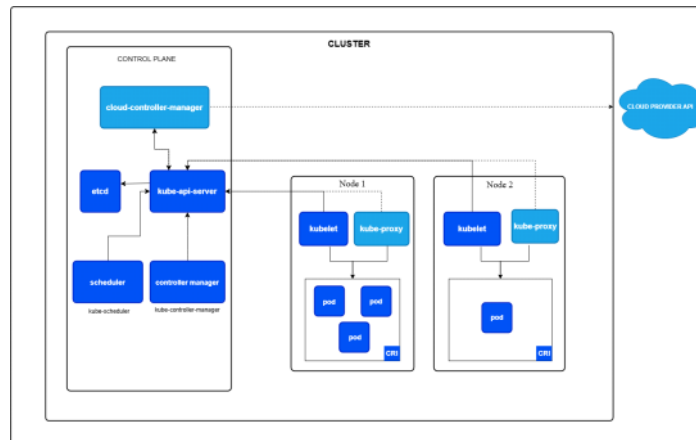 CLUSTER
CONTROL PLANE
cloud-controller-manager
CLOUD PROVIDER API
etcd
kube-api-server
scheduler
kube-scheduler
controller manager
kube-controller-manager
Node 1
kubelet
kube-proxy
pod
pod
pod
CRI
Node 2
kubelet
kube-proxy
pod
CRI